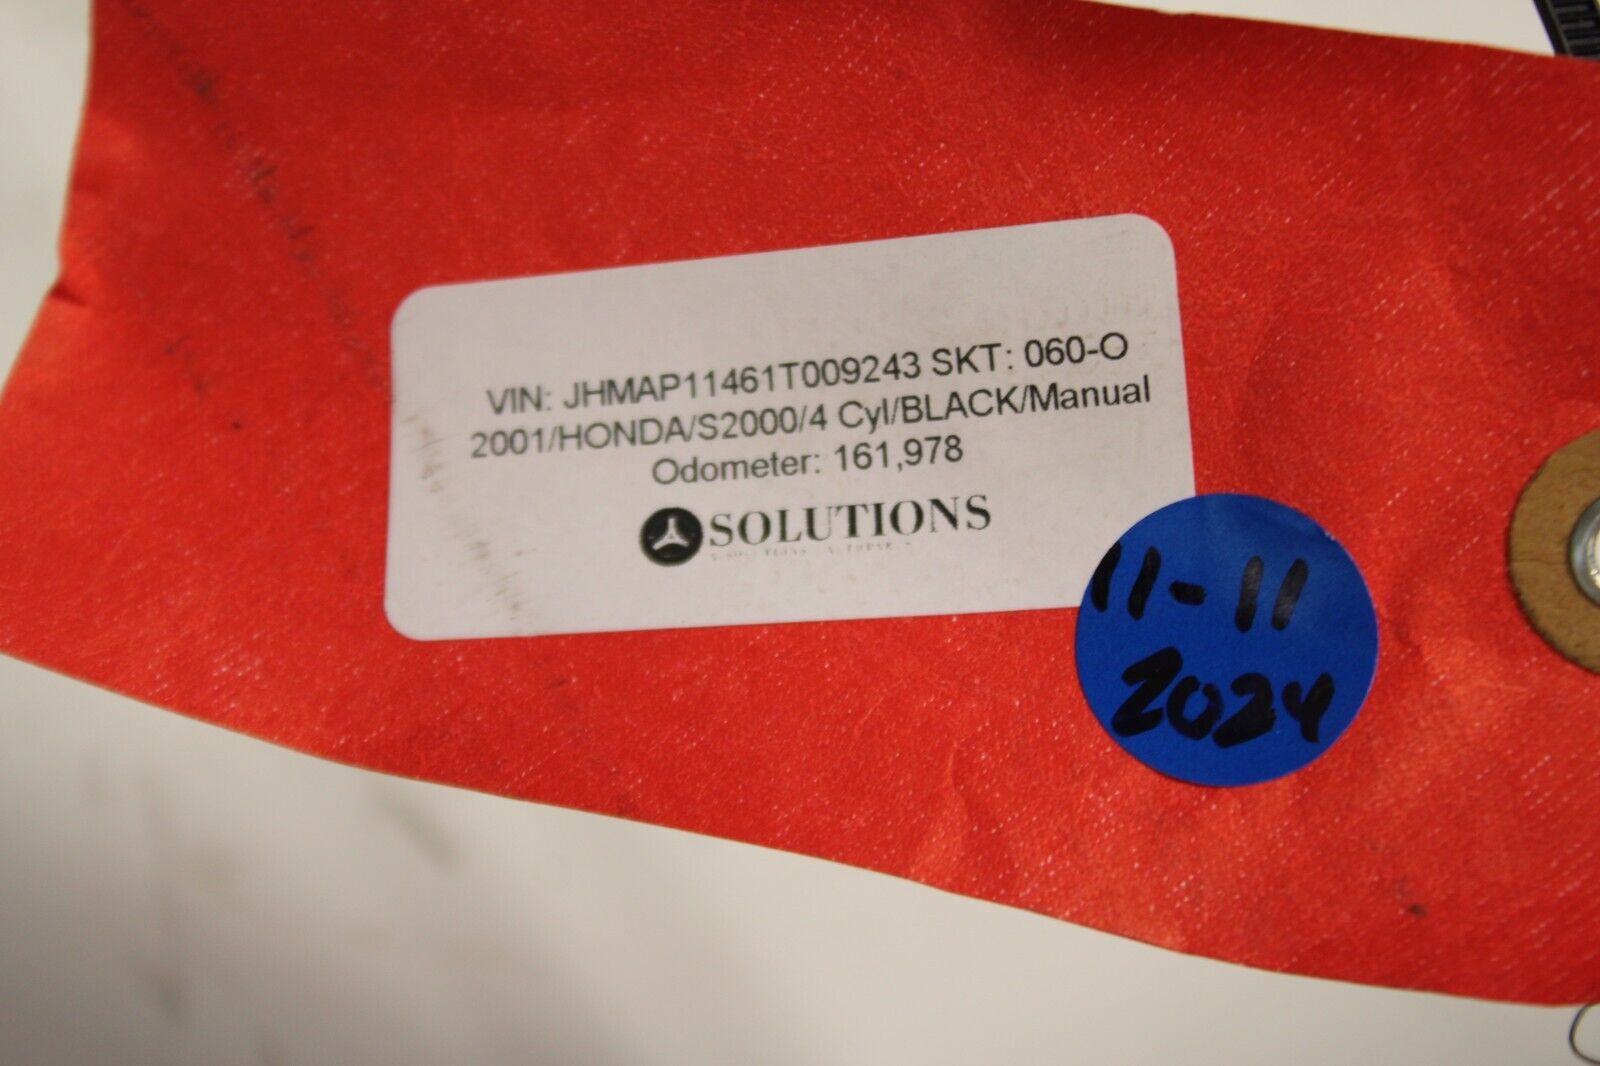 VIN: JHMAP11461T009243 SKT: 060-O
2001/HONDA/S2000/4 Cyl/BLACK/Manual
Odometer: 161,978
SOLUTIONS
11-11
2024